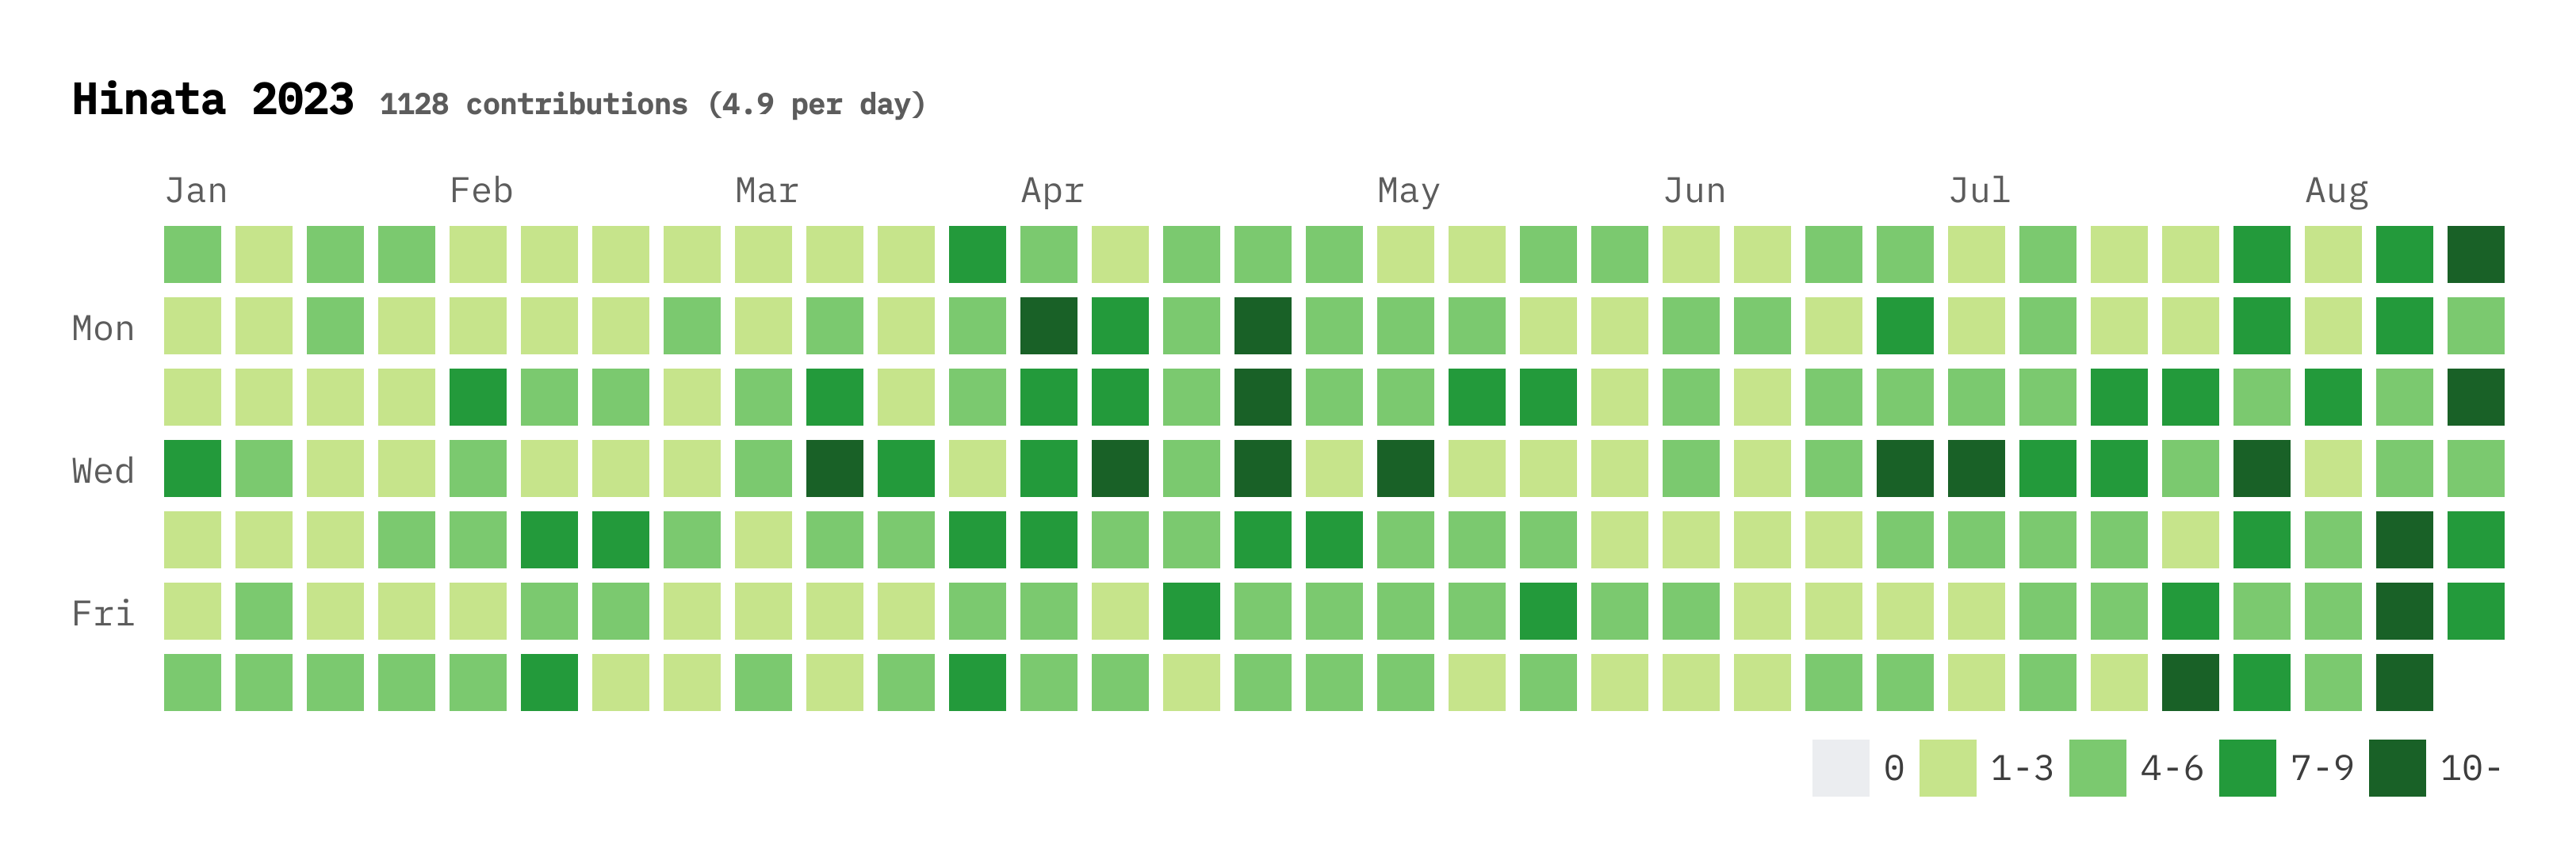 Hinata 2023 1128 contributions (4.9 per day)
Jan Feb Mar Apr May Jun Jul Aug
Mon
Wed
Fri
0 1-3 4-6 7-9 10-